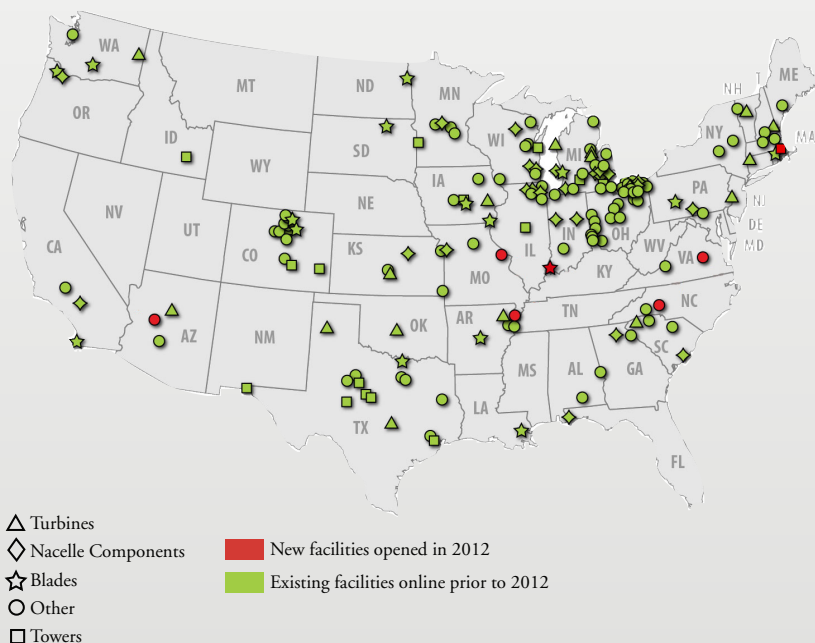 WA
MT
ND
MN
ME
NH
OR
ID
WY
SD
WI
MI
NY
MA
NV
UT
CO
NE
IA
PA
NJ
DE
MD
CA
KS
MO
IL
IN
OH
WV
VA
KY
AZ
NM
OK
AR
TN
NC
SC
MS
AL
GA
LA
TX
FL
Turbines
Nacelle Components
Blades
Other
Towers
New facilities opened in 2012
Existing facilities online prior to 2012